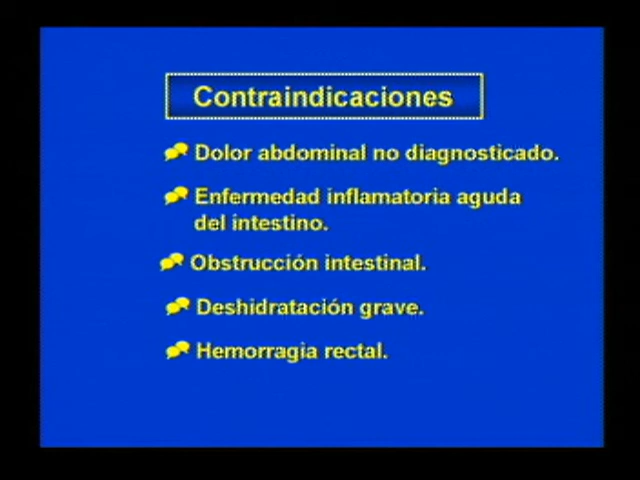 Contraindicaciones
Dolor abdominal no diagnosticado.
Enfermedad inflamatoria aguda
del intestino.
Obstrucción intestinal.
Deshidratación grave.
Hemorragia rectal.